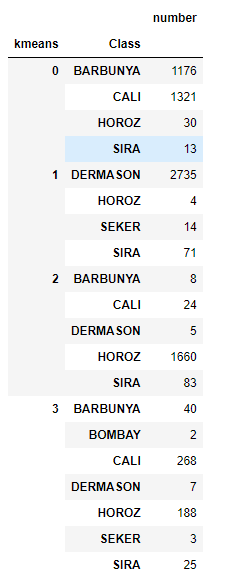 number
kmeans Class
0 BARBUNYA 1176
CALI 1321
HOROZ 30
SIRA 13
1 DERMASON 2735
HOROZ 4
SEKER 14
SIRA 71
2 BARBUNYA 8
CALI 24
DERMASON 5
HOROZ 1660
SIRA 83
3 BARBUNYA 40
BOMBAY 2
CALI 268
DERMASON 7
HOROZ 188
SEKER 3
SIRA 25